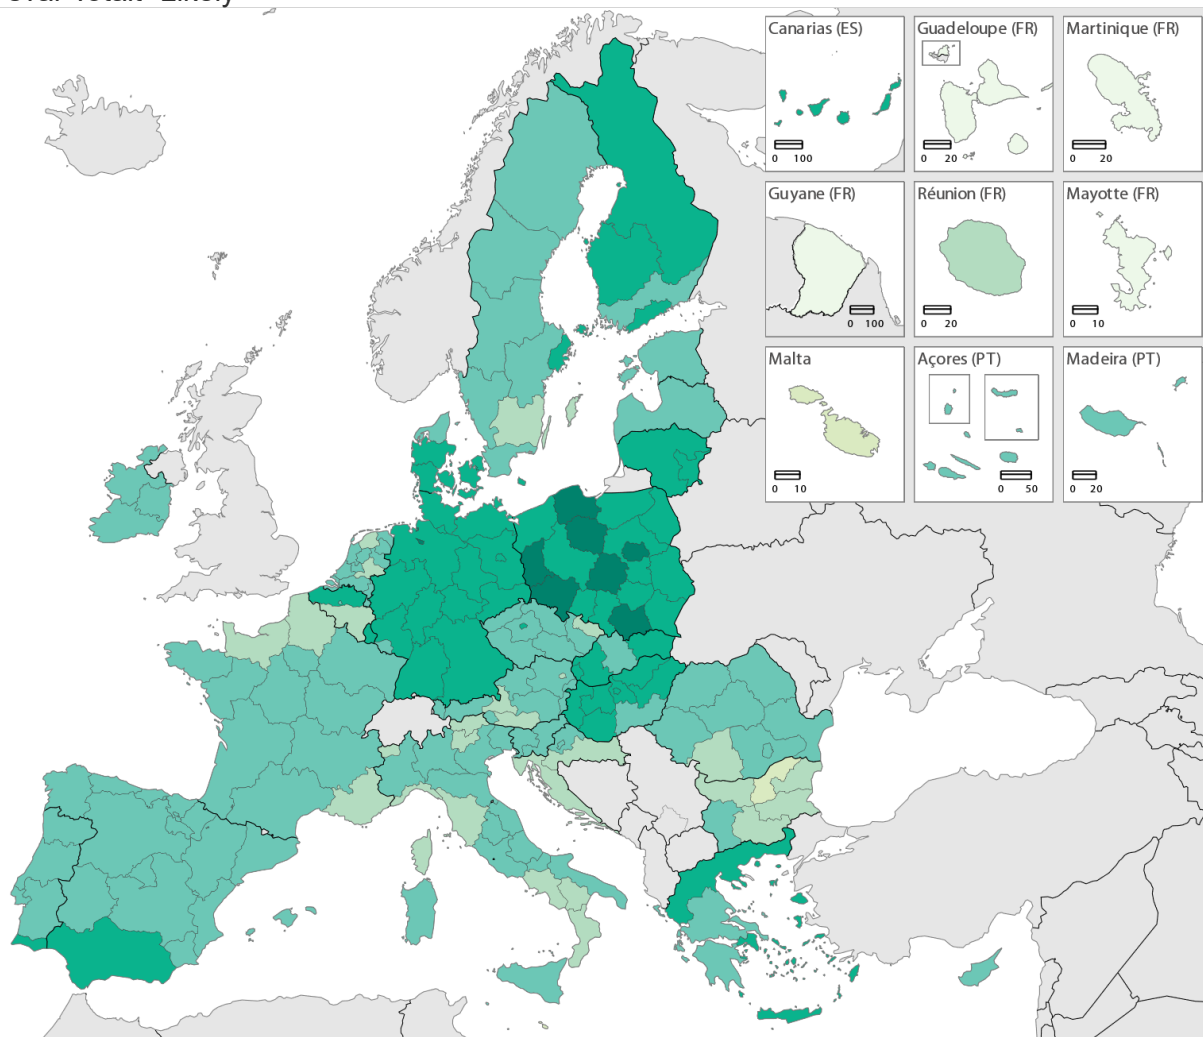 Canarias (ES)
0 100
Guadeloupe (FR)
0 20
Martinique (FR)
0 20
Guyane (FR)
0 100
Réunion (FR)
0 20
Mayotte (FR)
0 10
Malta
0 10
Açores (PT)
0 50
Madeira (PT)
0 20